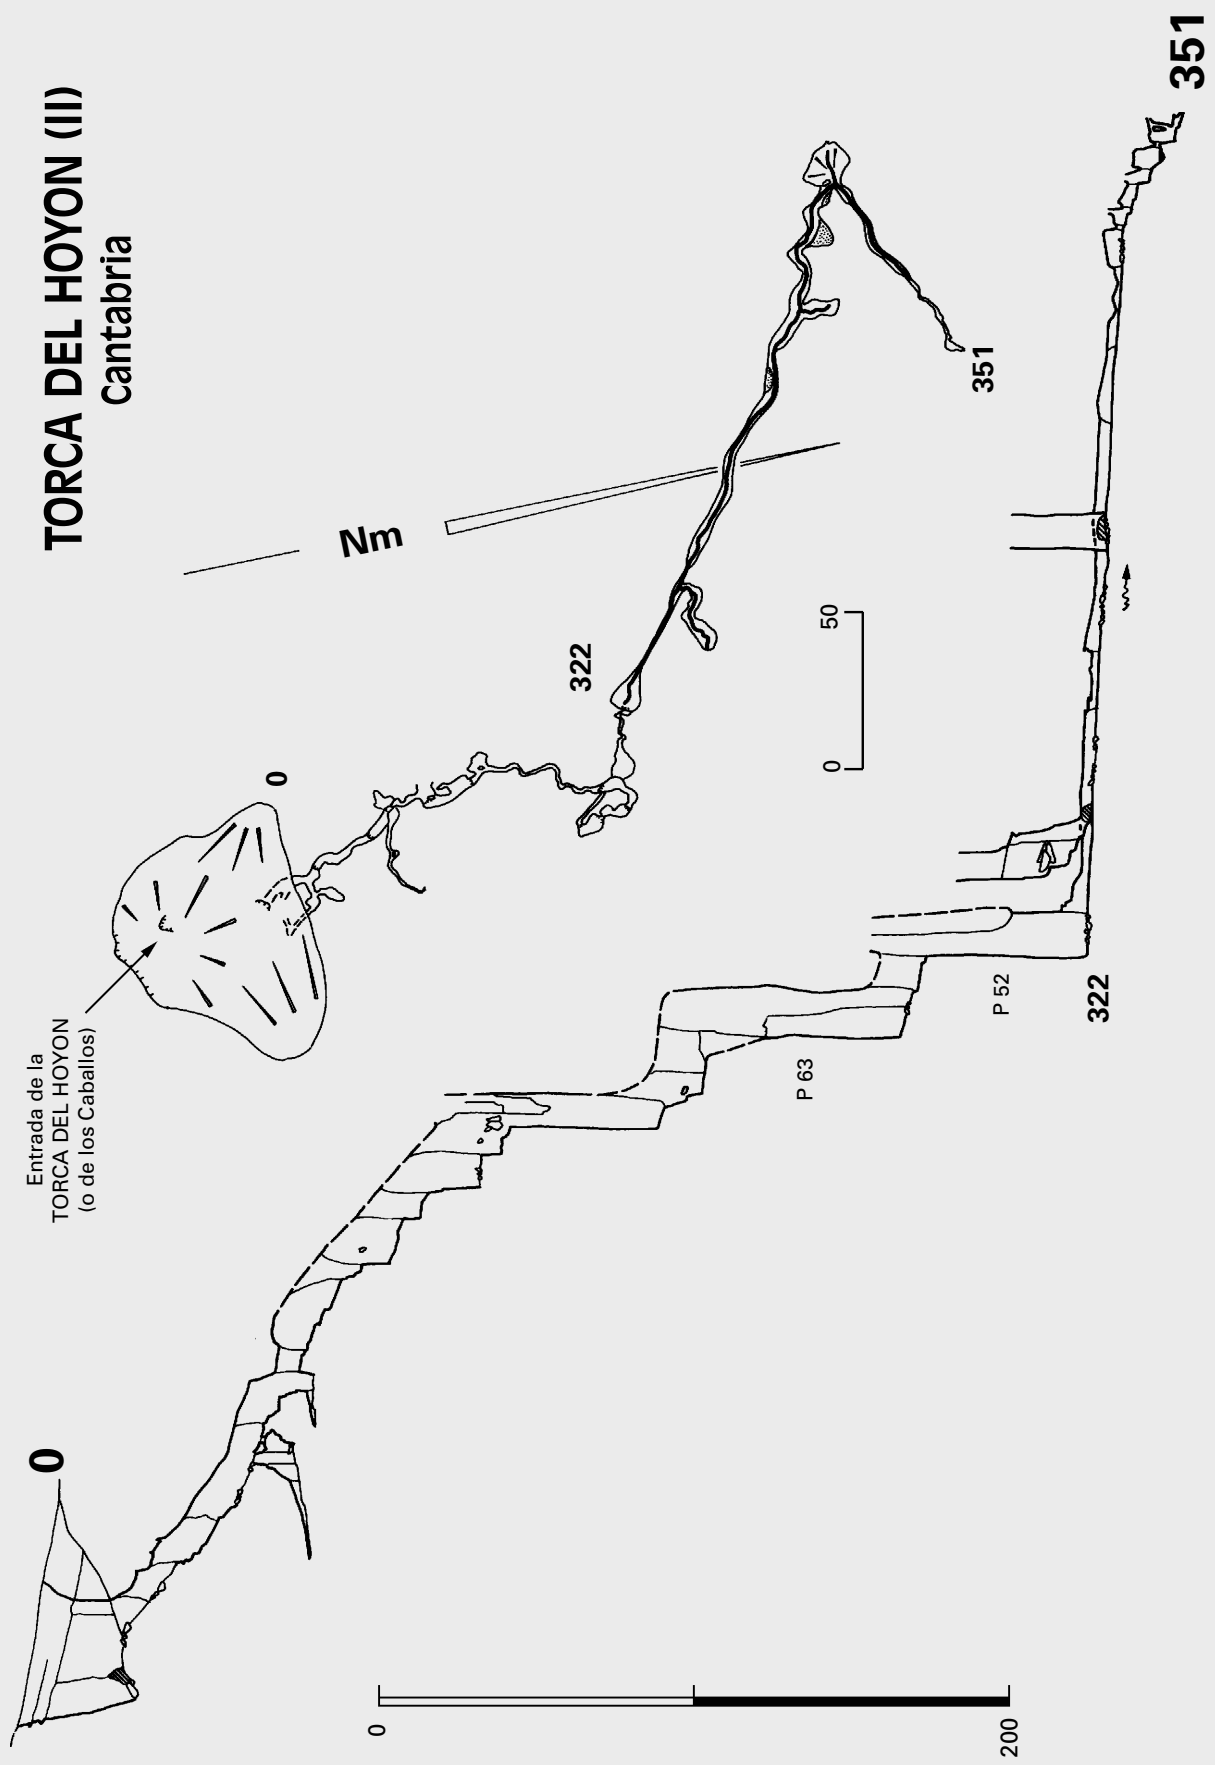 TORCA DEL HOYON (II)
Cantabria
Entrada de la
TORCA DEL HOYON
(o de los Caballos)
0
Nm
322
351
0
50
0
P 63
P 52
322
351
0
200